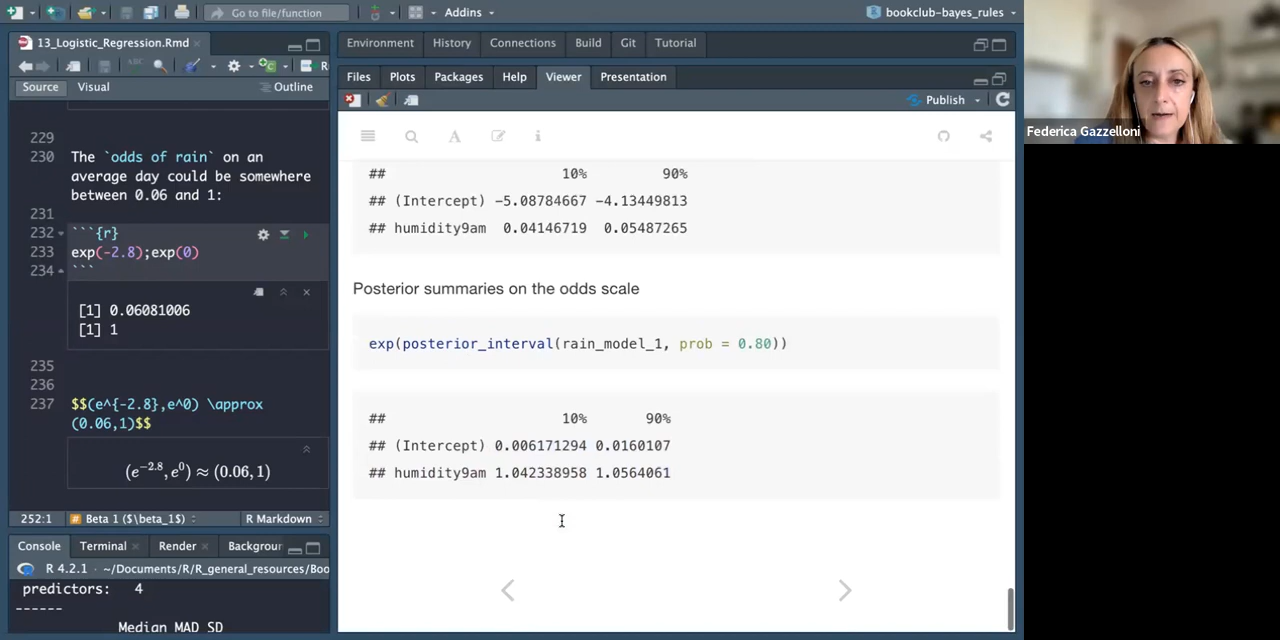 Go to file/function
Addins
bookclub-bayes_rules
13_Logistic_Regression.Rmd
Source
Visual
Outline
229
230 The `odds of rain` on an
average day could be somewhere
between 0.06 and 1:
231
232 ```{r}
233 exp(-2.8);exp(0)
234 ```
[1] 0.06081006
[1] 1
235
236
237 $$(e^{-2.8},e^0) \approx
(0.06,1)$$
(e^{-2.8}, e^0) ≈ (0.06, 1)
252:1
Beta 1 ($\beta_1$)
R Markdown
Console
Terminal
Render
Backgroun
R 4.2.1 · ~/Documents/R/R_general_resources/Boo
predictors: 4
------
Median MAD SD
Environment
History
Connections
Build
Git
Tutorial
Files
Plots
Packages
Help
Viewer
Presentation
Publish
## 10% 90%
## (Intercept) -5.08784667 -4.13449813
## humidity9am 0.04146719 0.05487265
Posterior summaries on the odds scale
exp(posterior_interval(rain_model_1, prob = 0.80))
## 10% 90%
## (Intercept) 0.006171294 0.0160107
## humidity9am 1.042338958 1.0564061
Federica Gazzelloni